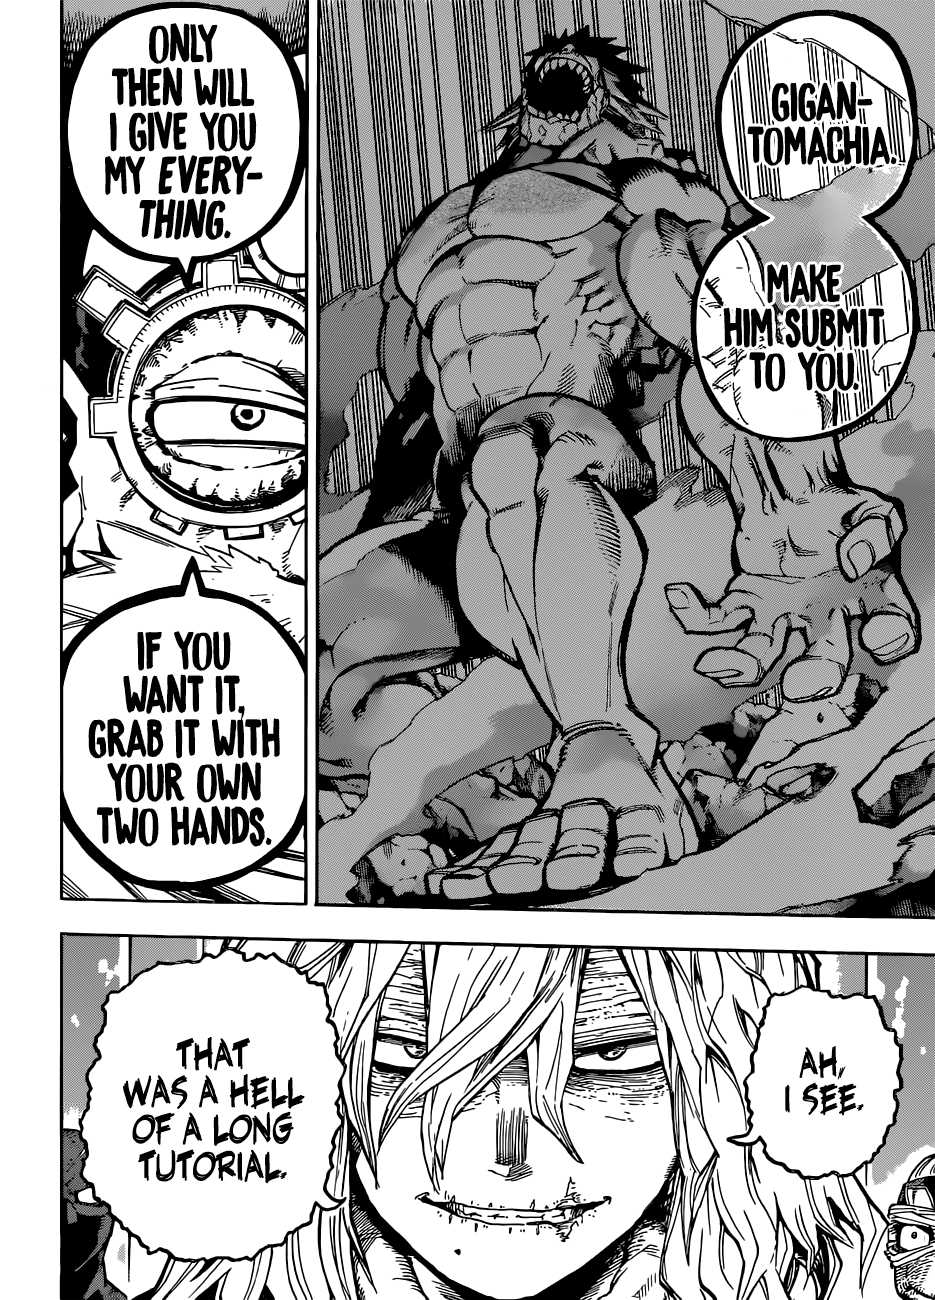 GIGAN-
TOMACHIA.
MAKE
HIM SUBMIT
TO YOU.
ONLY
THEN WILL
I GIVE YOU
MY EVERY-
THING.
IF YOU
WANT IT,
GRAB IT WITH
YOUR OWN
TWO HANDS.
AH,
I SEE.
THAT
WAS A HELL
OF A LONG
TUTORIAL.